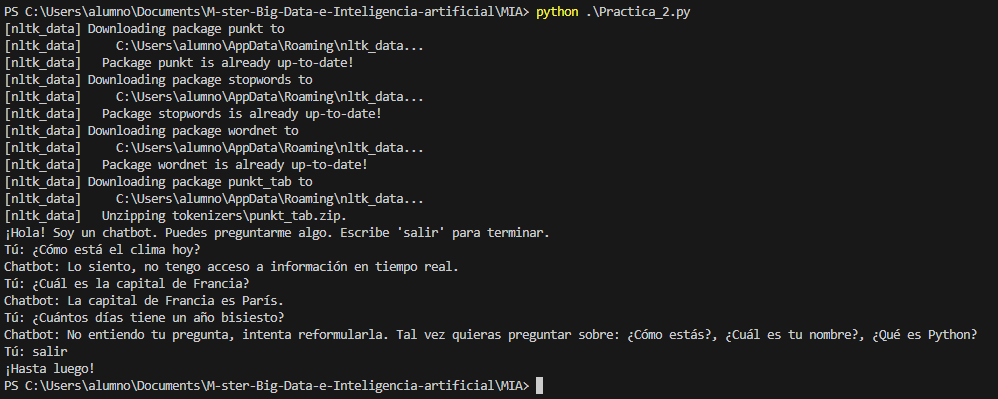 PS C:\Users\alumno\Documents\M-ster-Big-Data-e-Inteligencia-artificial\MIA> python .\Practica_2.py
[nltk_data] Downloading package punkt to
[nltk_data]     C:\Users\alumno\AppData\Roaming\nltk_data...
[nltk_data]   Package punkt is already up-to-date!
[nltk_data] Downloading package stopwords to
[nltk_data]     C:\Users\alumno\AppData\Roaming\nltk_data...
[nltk_data]   Package stopwords is already up-to-date!
[nltk_data] Downloading package wordnet to
[nltk_data]     C:\Users\alumno\AppData\Roaming\nltk_data...
[nltk_data]   Package wordnet is already up-to-date!
[nltk_data] Downloading package punkt_tab to
[nltk_data]     C:\Users\alumno\AppData\Roaming\nltk_data...
[nltk_data]   Unzipping tokenizers\punkt_tab.zip.
¡Hola! Soy un chatbot. Puedes preguntarme algo. Escribe 'salir' para terminar.
Tú: ¿Cómo está el clima hoy?
Chatbot: Lo siento, no tengo acceso a información en tiempo real.
Tú: ¿Cuál es la capital de Francia?
Chatbot: La capital de Francia es París.
Tú: ¿Cuántos días tiene un año bisiesto?
Chatbot: No entiendo tu pregunta, intenta reformularla. Tal vez quieras preguntar sobre: ¿Cómo estás?, ¿Cuál es tu nombre?, ¿Qué es Python?
Tú: salir
¡Hasta luego!
PS C:\Users\alumno\Documents\M-ster-Big-Data-e-Inteligencia-artificial\MIA>